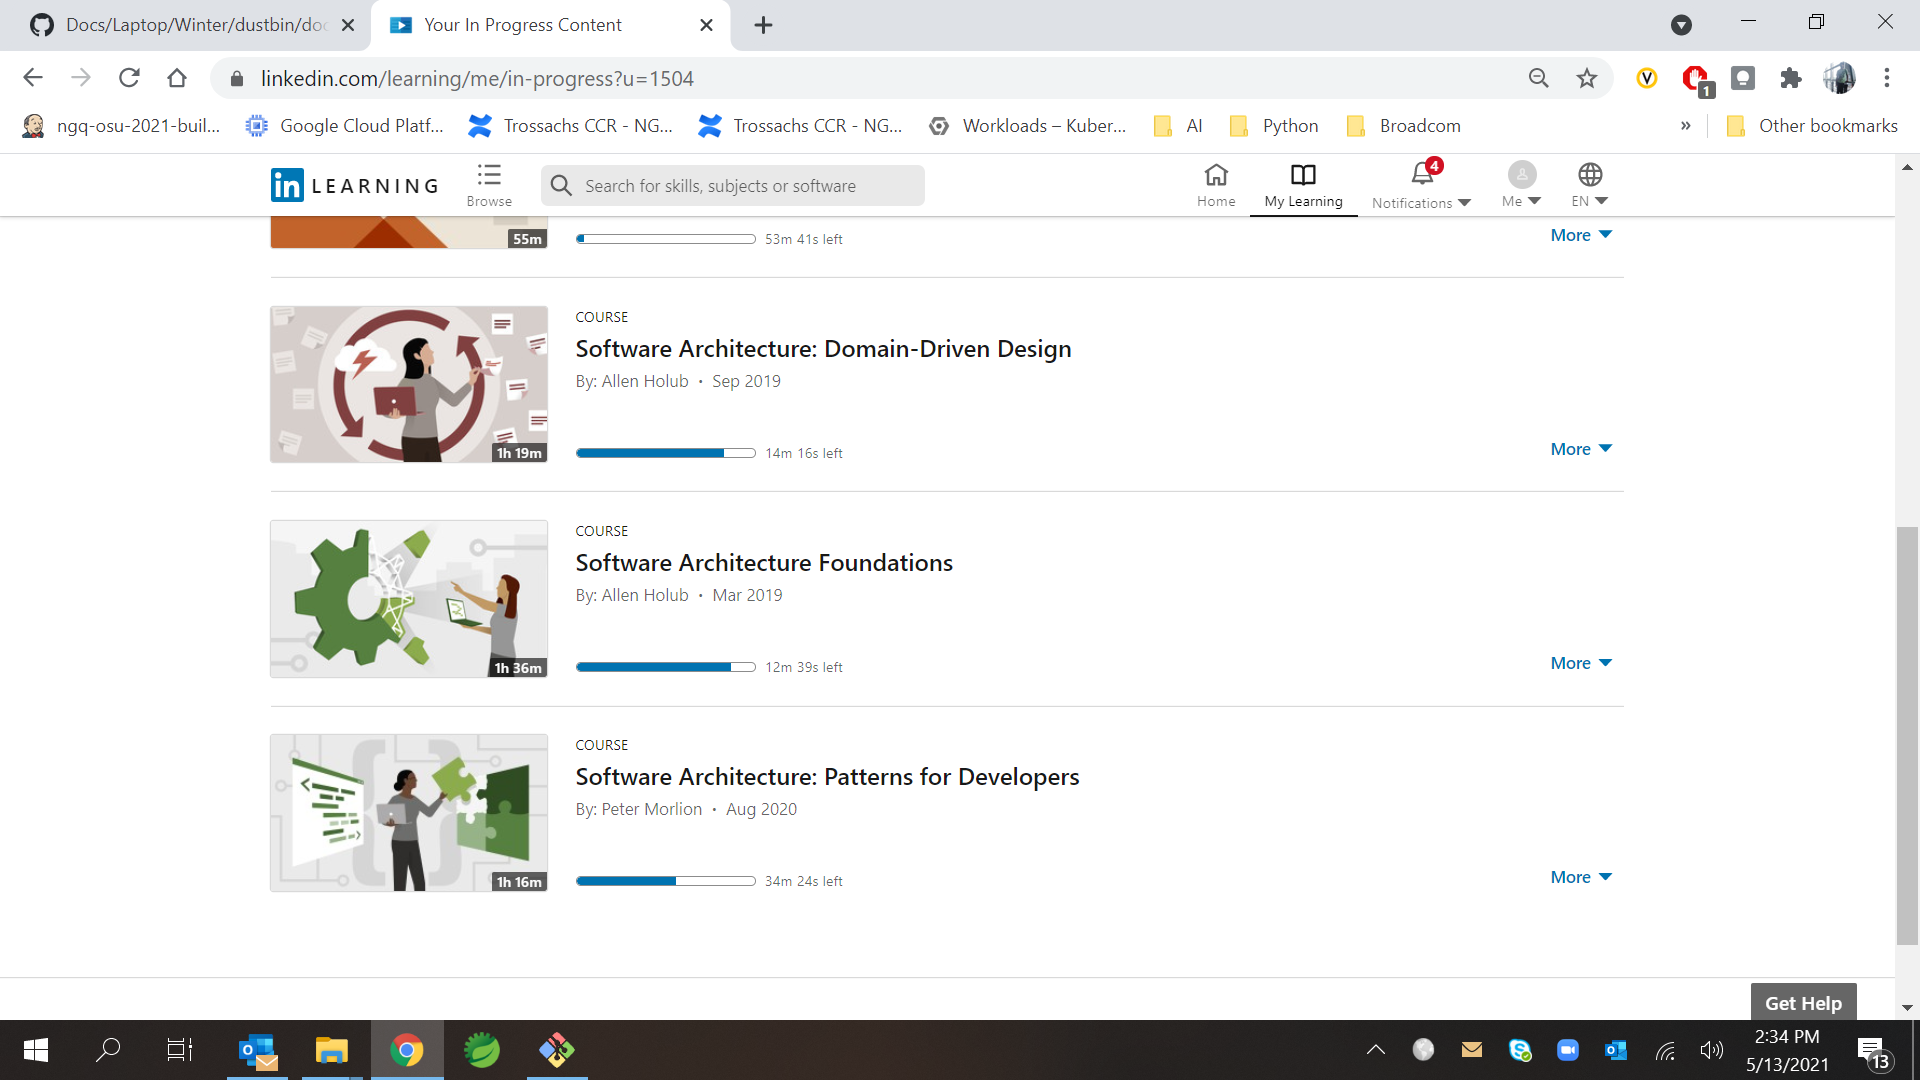 Docs/Laptop/Winter/dustbin/doc
Your In Progress Content
linkedin.com/learning/me/in-progress?u=1504
1
ngq-osu-2021-buil...
Google Cloud Platf...
Trossachs CCR - NG...
Trossachs CCR - NG...
Workloads – Kuber...
AI
Python
Broadcom
»
Other bookmarks
in LEARNING
Browse
Search for skills, subjects or software
Home
My Learning
4
Notifications
Me
EN
55m
53m 41s left
More
COURSE
Software Architecture: Domain-Driven Design
By: Allen Holub • Sep 2019
1h 19m
14m 16s left
More
COURSE
Software Architecture Foundations
By: Allen Holub • Mar 2019
1h 36m
12m 39s left
More
COURSE
Software Architecture: Patterns for Developers
By: Peter Morlion • Aug 2020
1h 16m
34m 24s left
More
Get Help
2:34 PM
5/13/2021
13